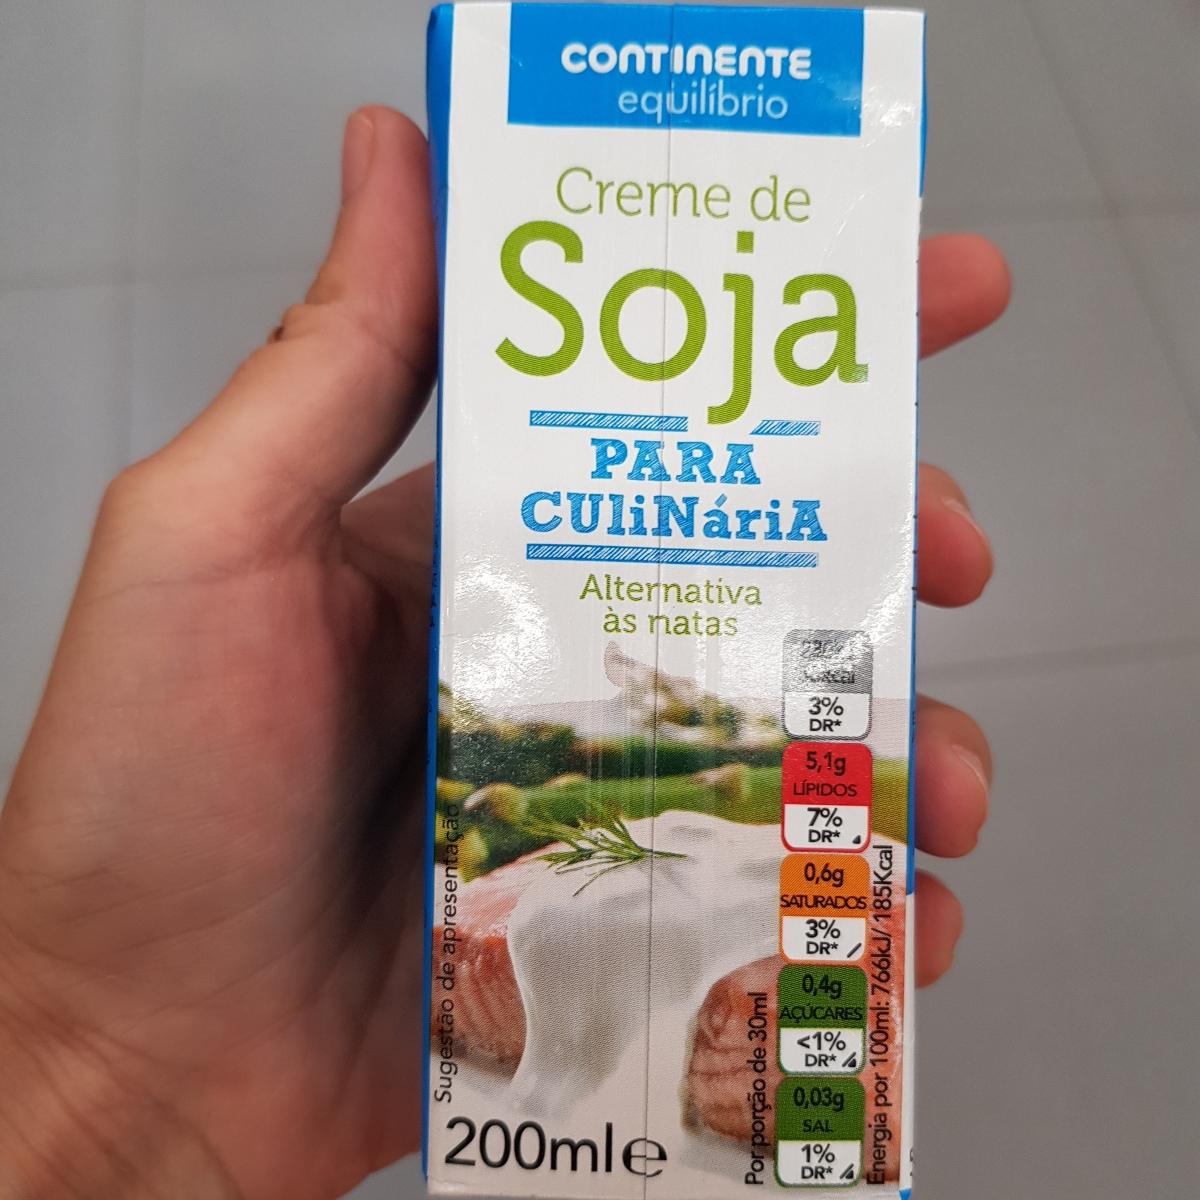 CONTINENTE
equilíbrio
Creme de
Soja
PARA
CULiNáriA
Alternativa
às natas
3%
DR*
5,1g
LÍPIDOS
7%
DR*
0,6g
SATURADOS
3%
DR*
0,4g
AÇÚCARES
<1%
DR*
0,03g
SAL
1%
DR*
Por porção de 30ml
Energia por 100ml: 766kJ/185Kcal
Sugestão de apresentação
200ml e